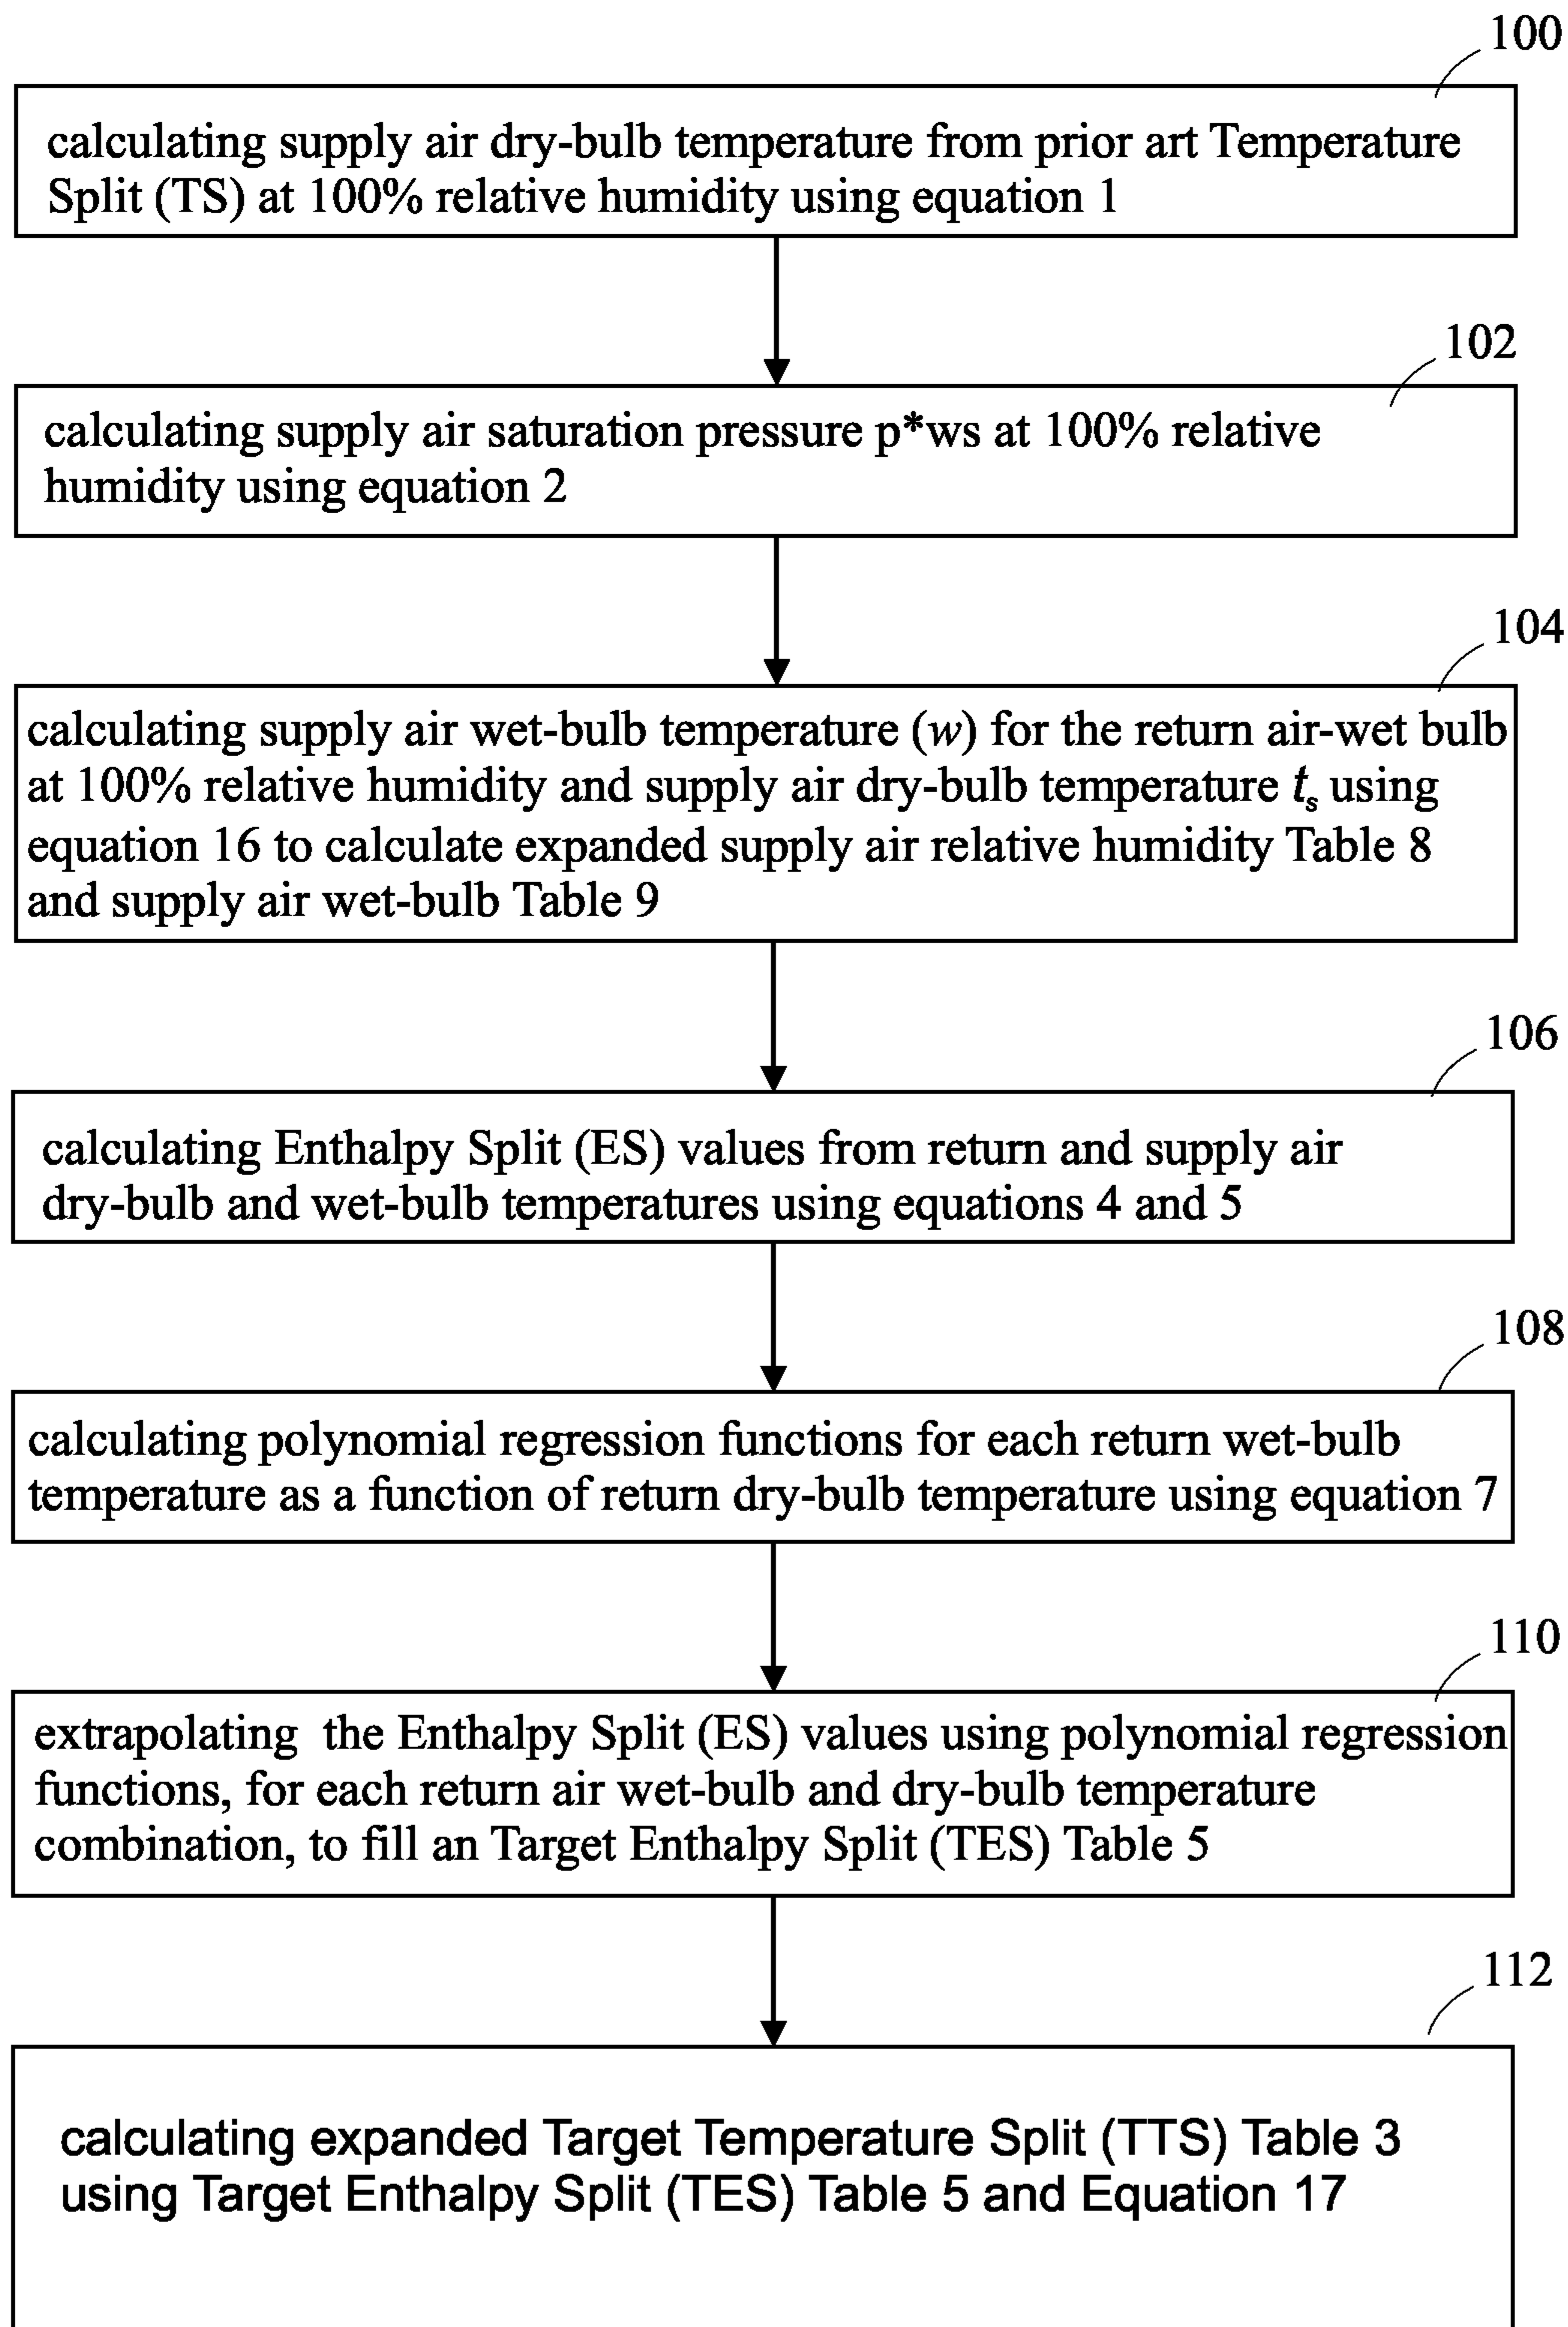 100
calculating supply air dry-bulb temperature from prior art Temperature
Split (TS) at 100% relative humidity using equation 1
102
calculating supply air saturation pressure p*ws at 100% relative
humidity using equation 2
104
calculating supply air wet-bulb temperature (w) for the return air-wet bulb
at 100% relative humidity and supply air dry-bulb temperature ts using
equation 16 to calculate expanded supply air relative humidity Table 8
and supply air wet-bulb Table 9
106
calculating Enthalpy Split (ES) values from return and supply air
dry-bulb and wet-bulb temperatures using equations 4 and 5
108
calculating polynomial regression functions for each return wet-bulb
temperature as a function of return dry-bulb temperature using equation 7
110
extrapolating the Enthalpy Split (ES) values using polynomial regression
functions, for each return air wet-bulb and dry-bulb temperature
combination, to fill an Target Enthalpy Split (TES) Table 5
112
calculating expanded Target Temperature Split (TTS) Table 3
using Target Enthalpy Split (TES) Table 5 and Equation 17